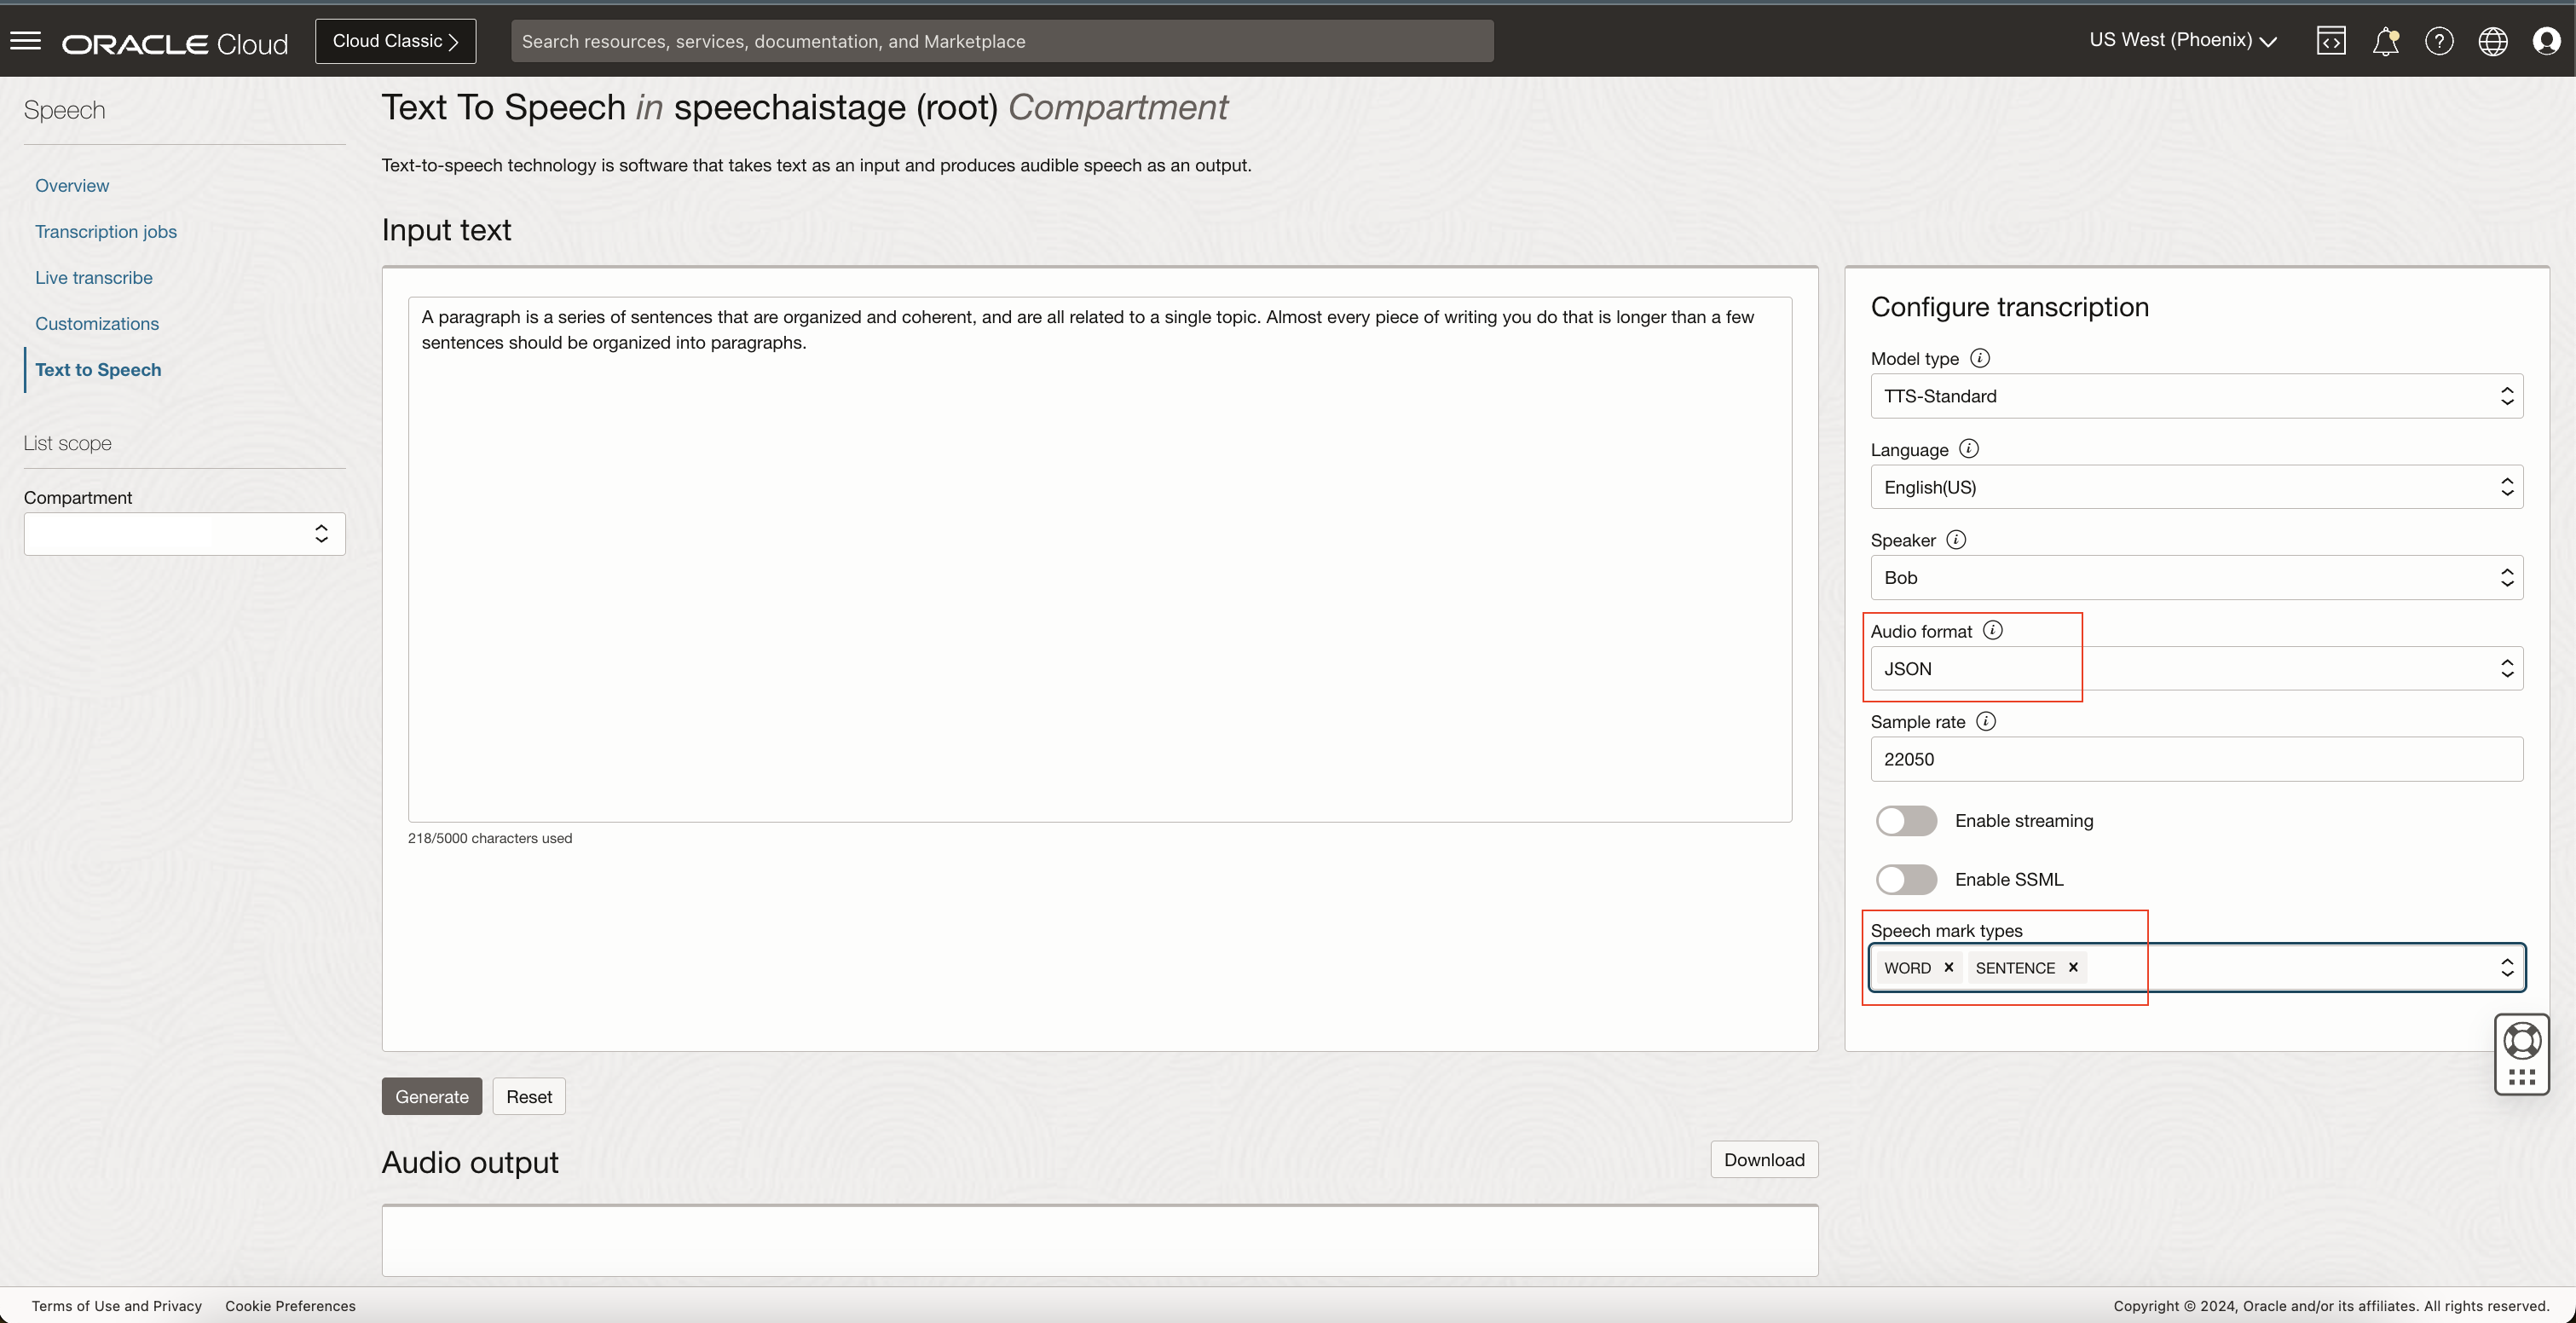 ORACLE Cloud
Cloud Classic
Search resources, services, documentation, and Marketplace
US West (Phoenix)
Speech
Overview
Transcription jobs
Live transcribe
Customizations
Text to Speech
List scope
Compartment
Text To Speech in speechaistage (root) Compartment
Text-to-speech technology is software that takes text as an input and produces audible speech as an output.
Input text
A paragraph is a series of sentences that are organized and coherent, and are all related to a single topic. Almost every piece of writing you do that is longer than a few
sentences should be organized into paragraphs.
218/5000 characters used
Configure transcription
Model type
TTS-Standard
Language
English(US)
Speaker
Bob
Audio format
JSON
Sample rate
22050
Enable streaming
Enable SSML
Speech mark types
WORD × SENTENCE ×
Generate
Reset
Audio output
Download
Terms of Use and Privacy
Cookie Preferences
Copyright © 2024, Oracle and/or its affiliates. All rights reserved.